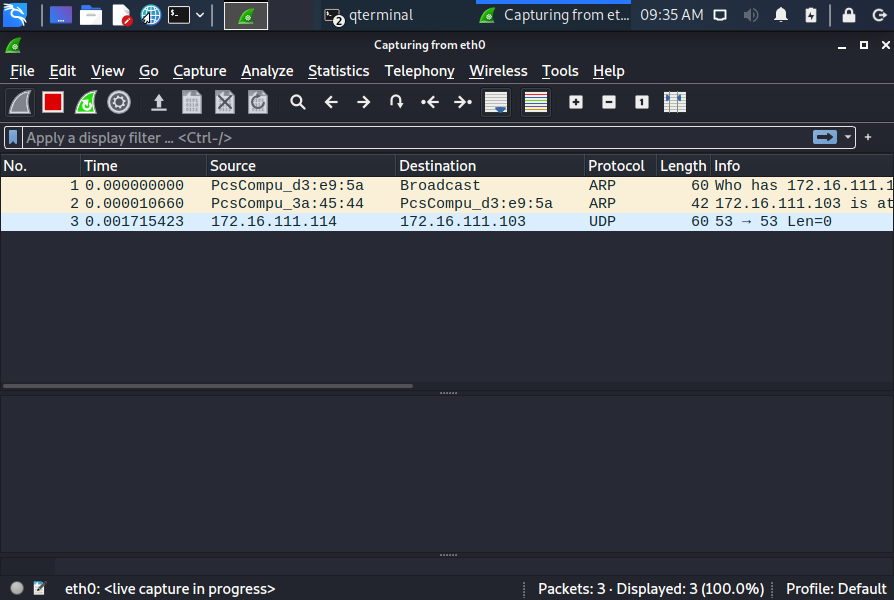 2 qterminal Capturing from et... 09:35 AM
Capturing from eth0
File Edit View Go Capture Analyze Statistics Telephony Wireless Tools Help
1
Apply a display filter ... <Ctrl-/> +
No. Time Source Destination Protocol Length Info
1 0.000000000 PcsCompu_d3:e9:5a Broadcast ARP 60 Who has 172.16.111.1
2 0.000010660 PcsCompu_3a:45:44 PcsCompu_d3:e9:5a ARP 42 172.16.111.103 is at
3 0.001715423 172.16.111.114 172.16.111.103 UDP 60 53 → 53 Len=0
eth0: <live capture in progress> Packets: 3 · Displayed: 3 (100.0%) Profile: Default